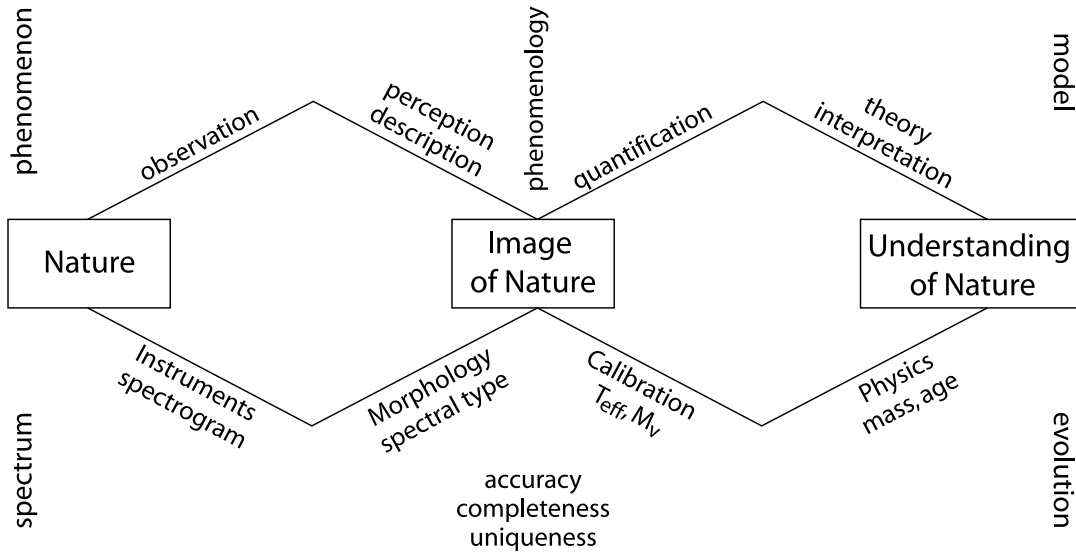 phenomenon
observation
perception
description
phenomenology
quantification
theory
interpretation
model
Nature
Image
of Nature
Understanding
of Nature
Instruments
spectrogram
Morphology
spectral type
Calibration
Teff, Mv
Physics
mass, age
spectrum
accuracy
completeness
uniqueness
evolution